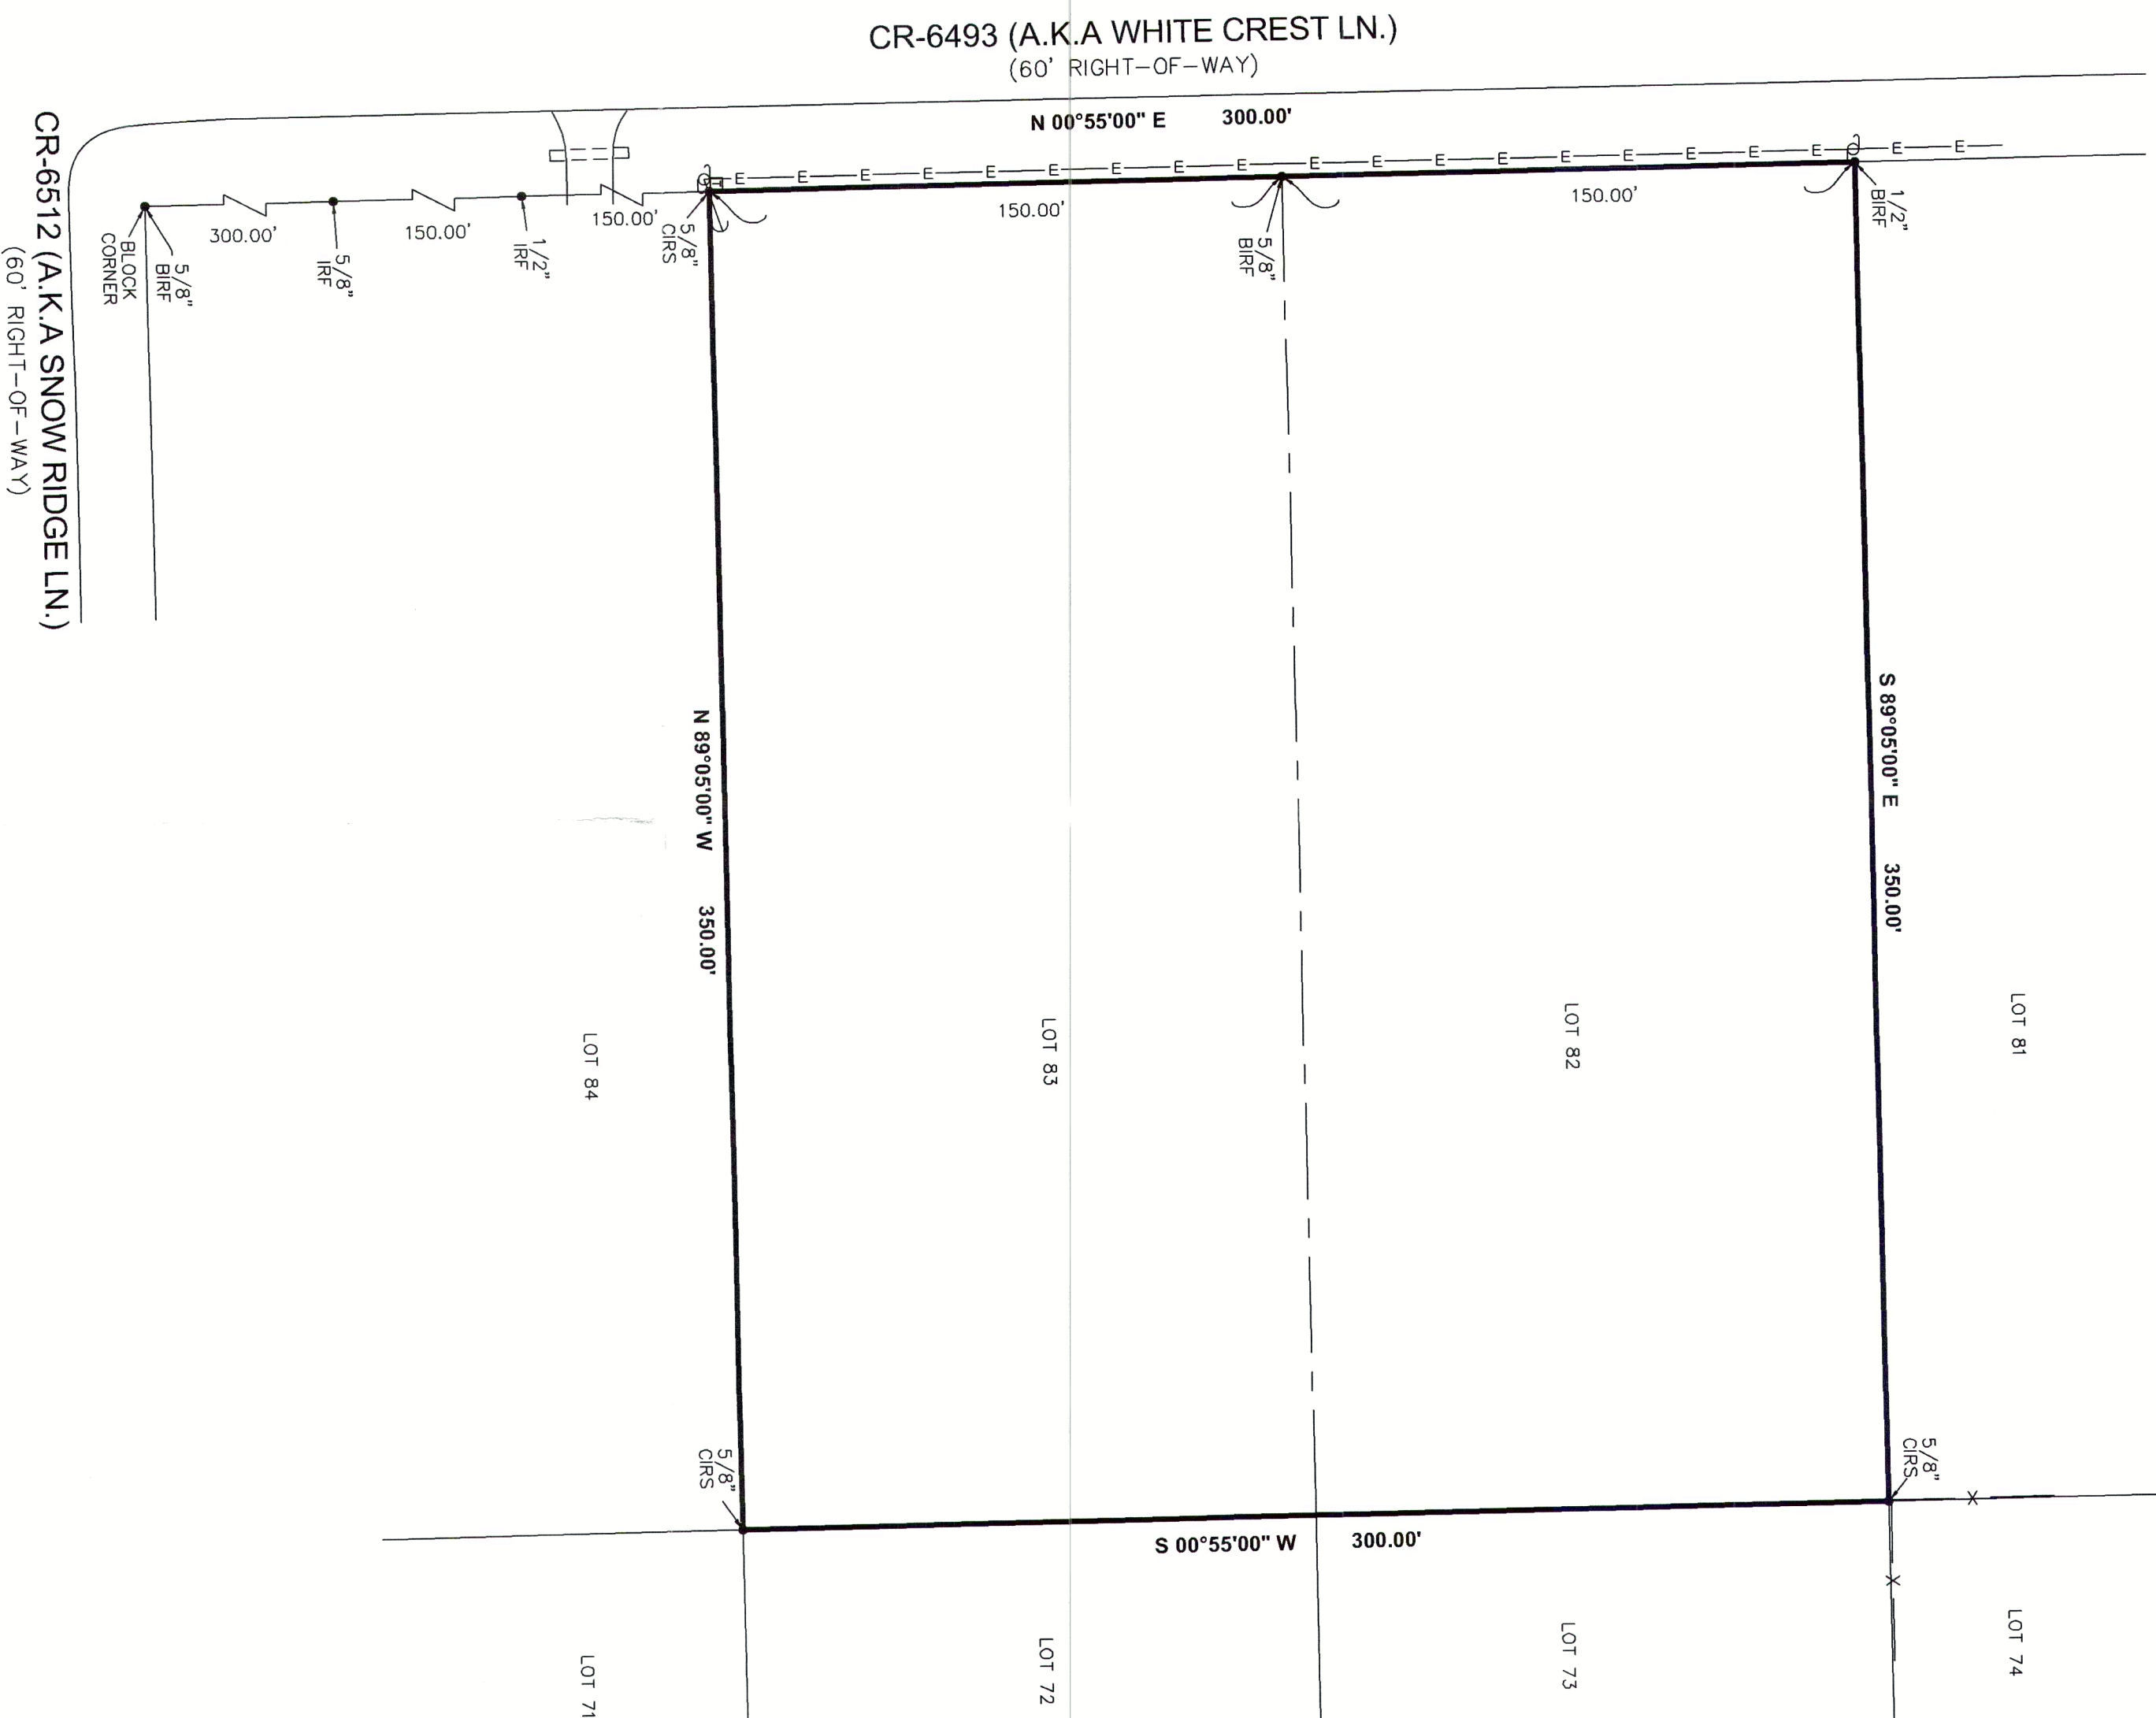 CR-6493 (A.K.A WHITE CREST LN.)
(60' RIGHT-OF-WAY)
N 00°55'00" E 300.00'
E E E E E E E E E E E E E E E E E E E E
CR-6512 (A.K.A SNOW RIDGE LN.)
(60' RIGHT-OF-WAY)
300.00'
150.00'
150.00'
150.00'
150.00'
BLOCK
CORNER
5/8"
BIRF
5/8"
IRF
1/2"
IRF
5/8"
CIRS
5/8"
BIRF
1/2"
BIRF
N 89°05'00" W 350.00'
S 89°05'00" E 350.00'
LOT 84
LOT 83
LOT 82
LOT 81
5/8"
CIRS
5/8"
CIRS
X
X
S 00°55'00" W 300.00'
LOT 71
LOT 72
LOT 73
LOT 74